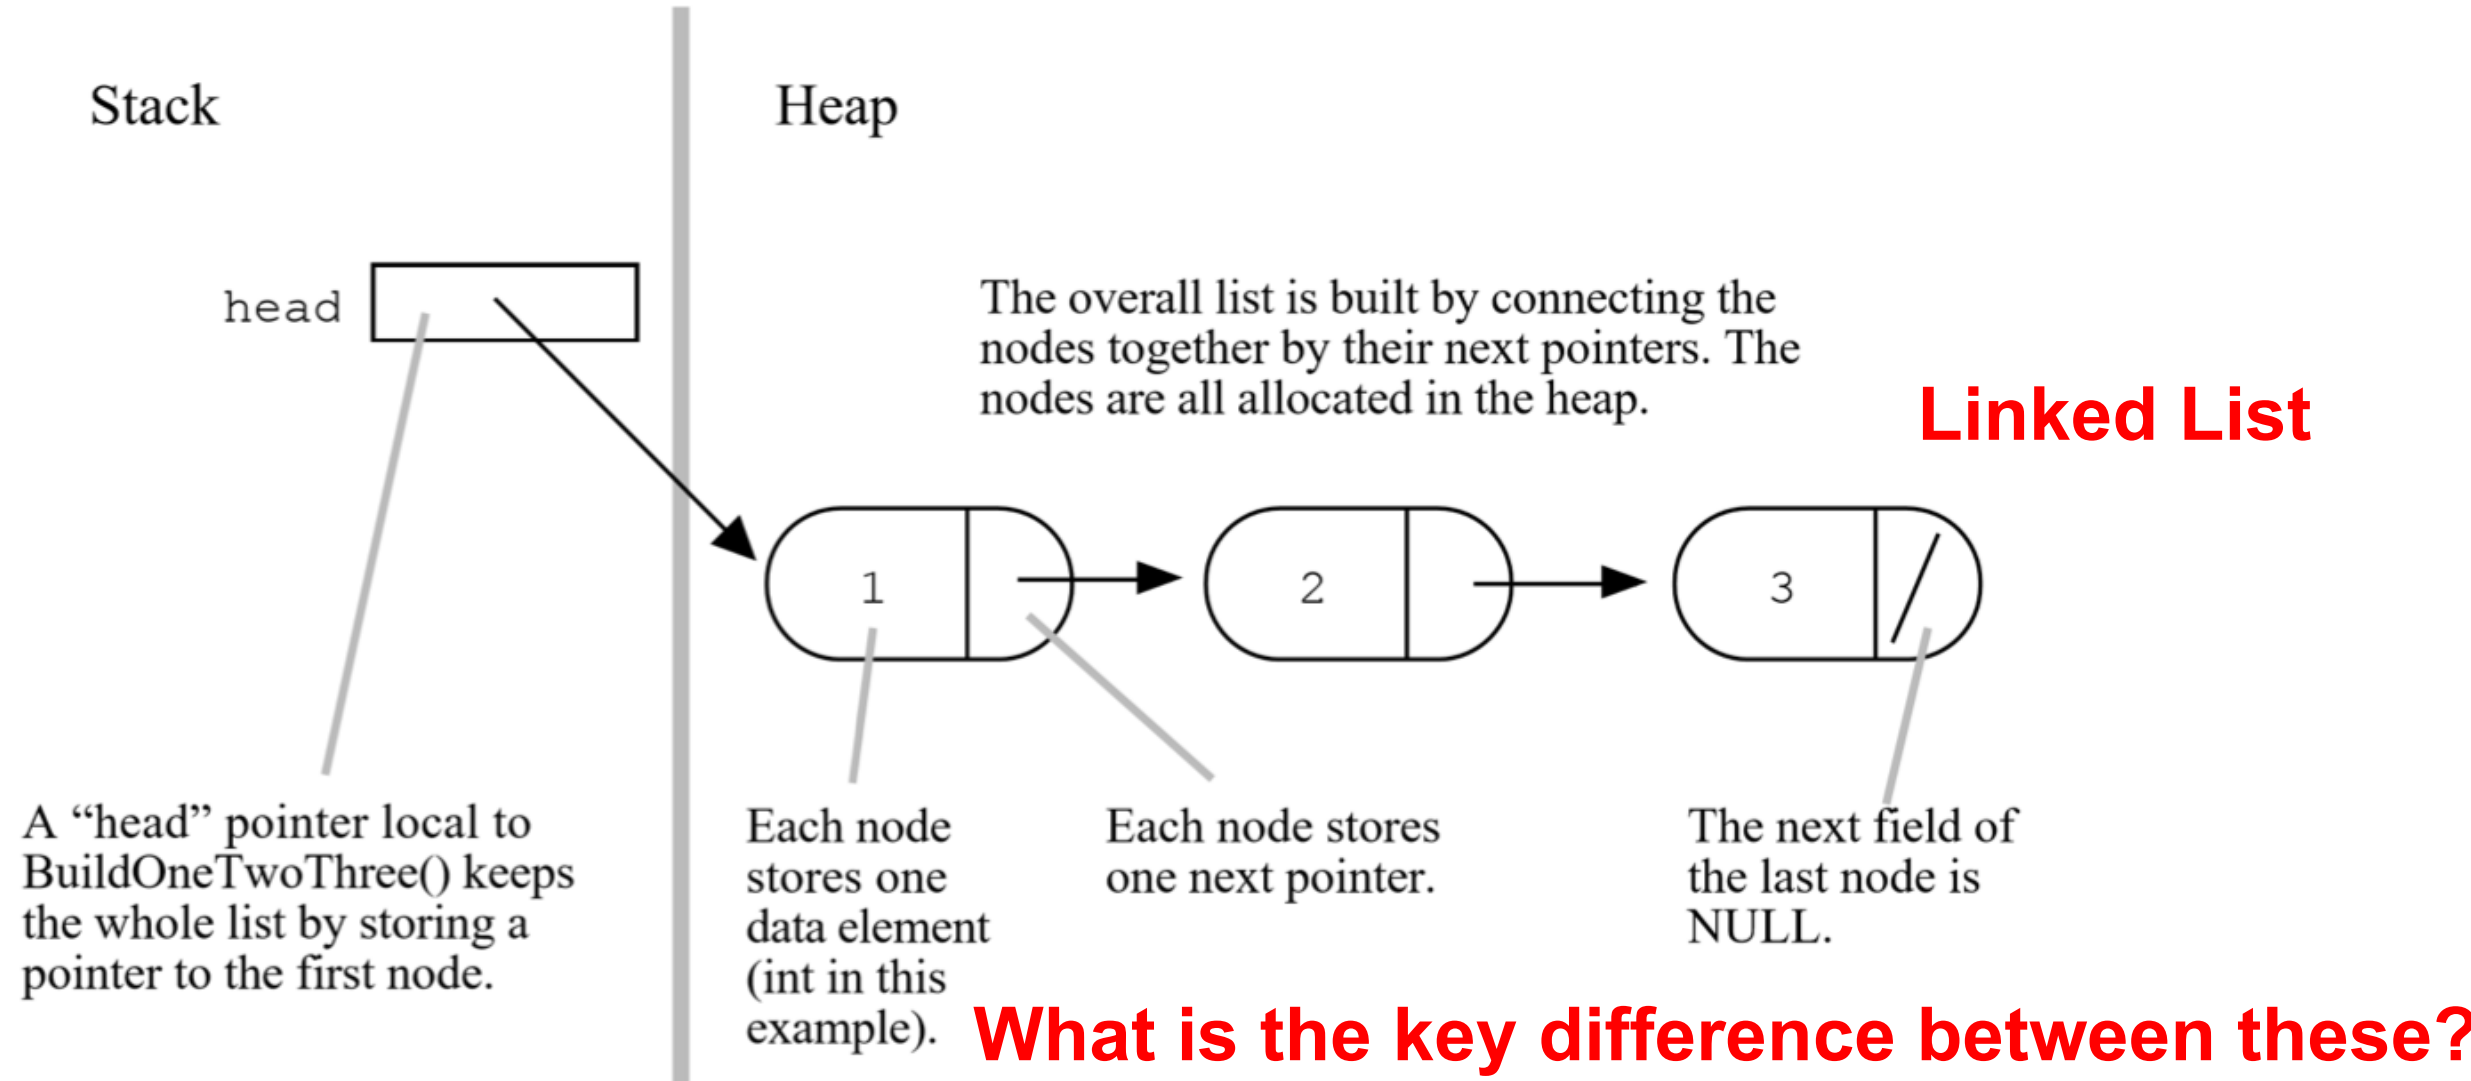 Stack
Heap
head
The overall list is built by connecting the
nodes together by their next pointers. The
nodes are all allocated in the heap.
Linked List
1
2
3
A “head” pointer local to
BuildOneTwoThree() keeps
the whole list by storing a
pointer to the first node.
Each node
stores one
data element
(int in this
example).
Each node stores
one next pointer.
The next field of
the last node is
NULL.
What is the key difference between these?